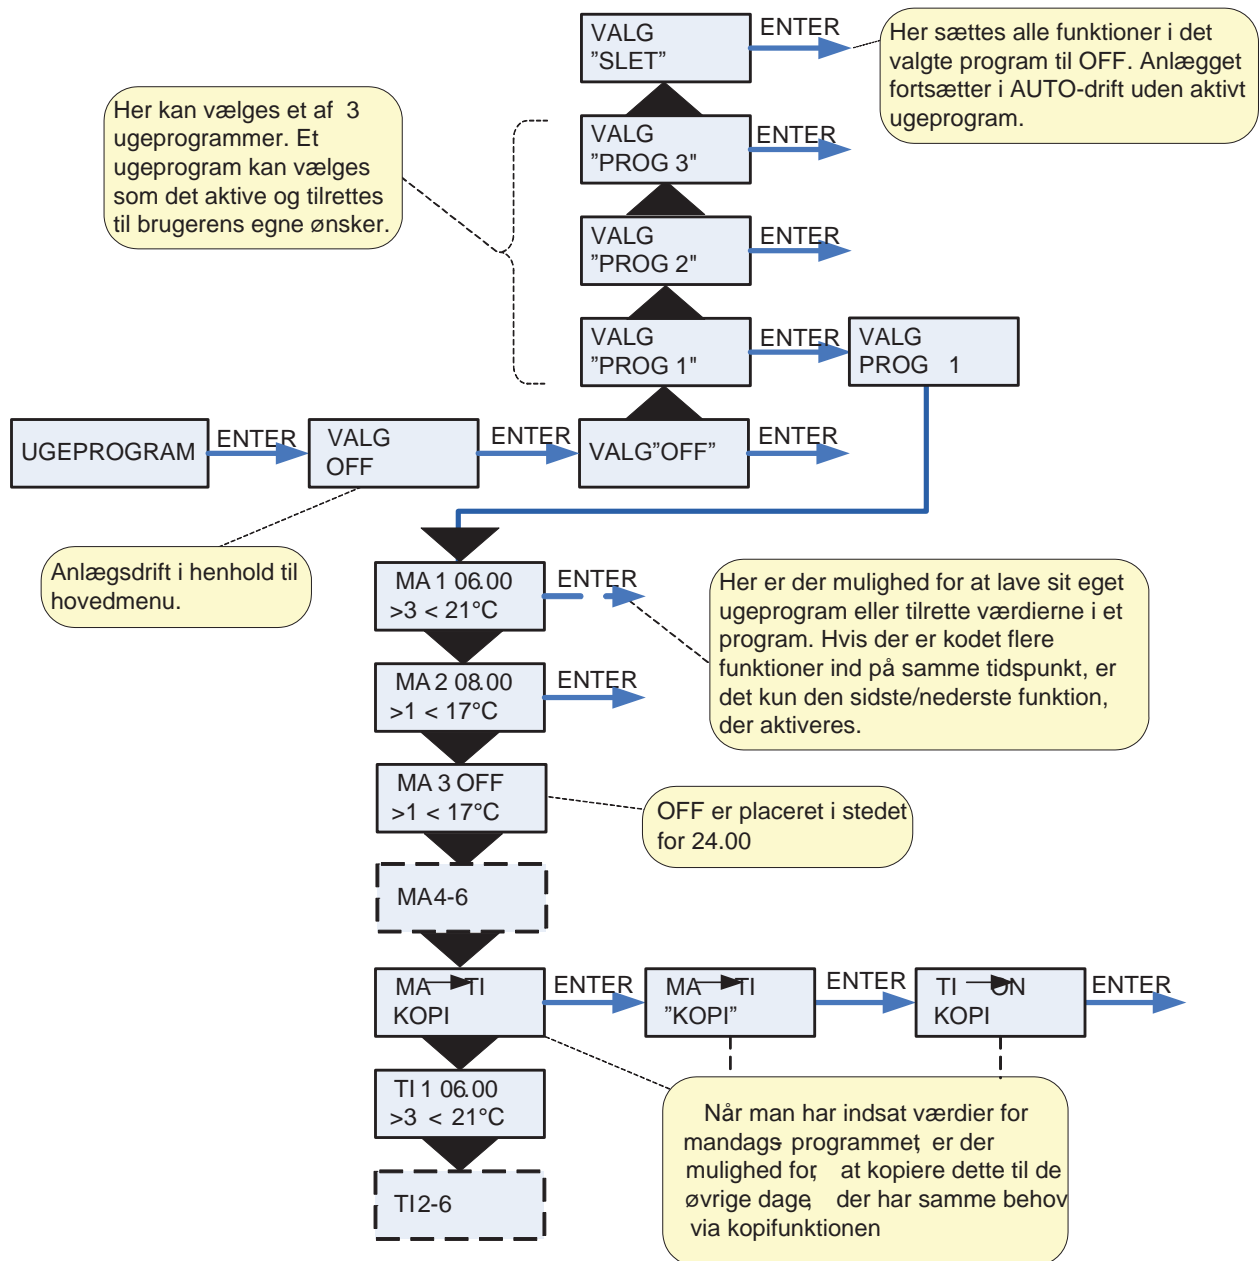 VALG
"SLET"
ENTER
Her sættes alle funktioner i det
valgte program til OFF. Anlægget
fortsætter i AUTO-drift uden aktivt
ugeprogram.
Her kan vælges et af 3
ugeprogrammer. Et
ugeprogram kan vælges
som det aktive og tilrettes
til brugerens egne ønsker.
VALG
"PROG 3"
ENTER
VALG
"PROG 2"
ENTER
VALG
"PROG 1"
ENTER
VALG
PROG 1
UGEPROGRAM
ENTER
VALG
OFF
ENTER
VALG"OFF"
ENTER
Anlægsdrift i henhold til
hovedmenu.
MA 1 06.00
>3 < 21°C
ENTER
Her er der mulighed for at lave sit eget
ugeprogram eller tilrette værdierne i et
program. Hvis der er kodet flere
funktioner ind på samme tidspunkt, er
det kun den sidste/nederste funktion,
der aktiveres.
MA 2 08.00
>1 < 17°C
ENTER
MA 3 OFF
>1 < 17°C
OFF er placeret i stedet
for 24.00
MA4-6
MA → TI
KOPI
ENTER
MA → TI
"KOPI"
ENTER
TI → ON
KOPI
ENTER
TI 1 06.00
>3 < 21°C
Når man har indsat værdier for
mandags- programmet, er der
mulighed for, at kopiere dette til de
øvrige dage, der har samme behov
via kopifunktionen
TI2-6